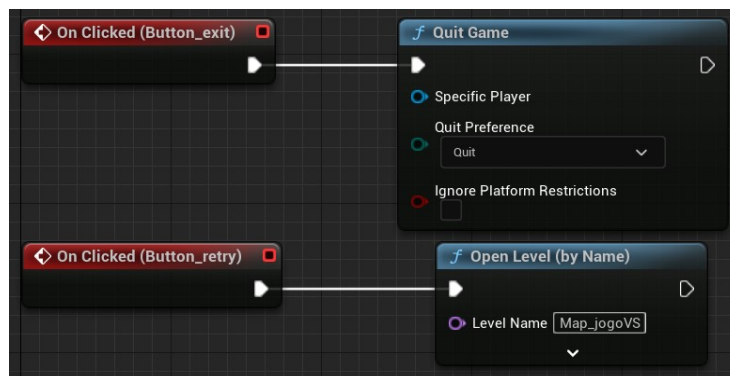 On Clicked (Button_exit)
f Quit Game
Specific Player
Quit Preference
Quit
Ignore Platform Restrictions
On Clicked (Button_retry)
f Open Level (by Name)
Level Name Map_jogoVS